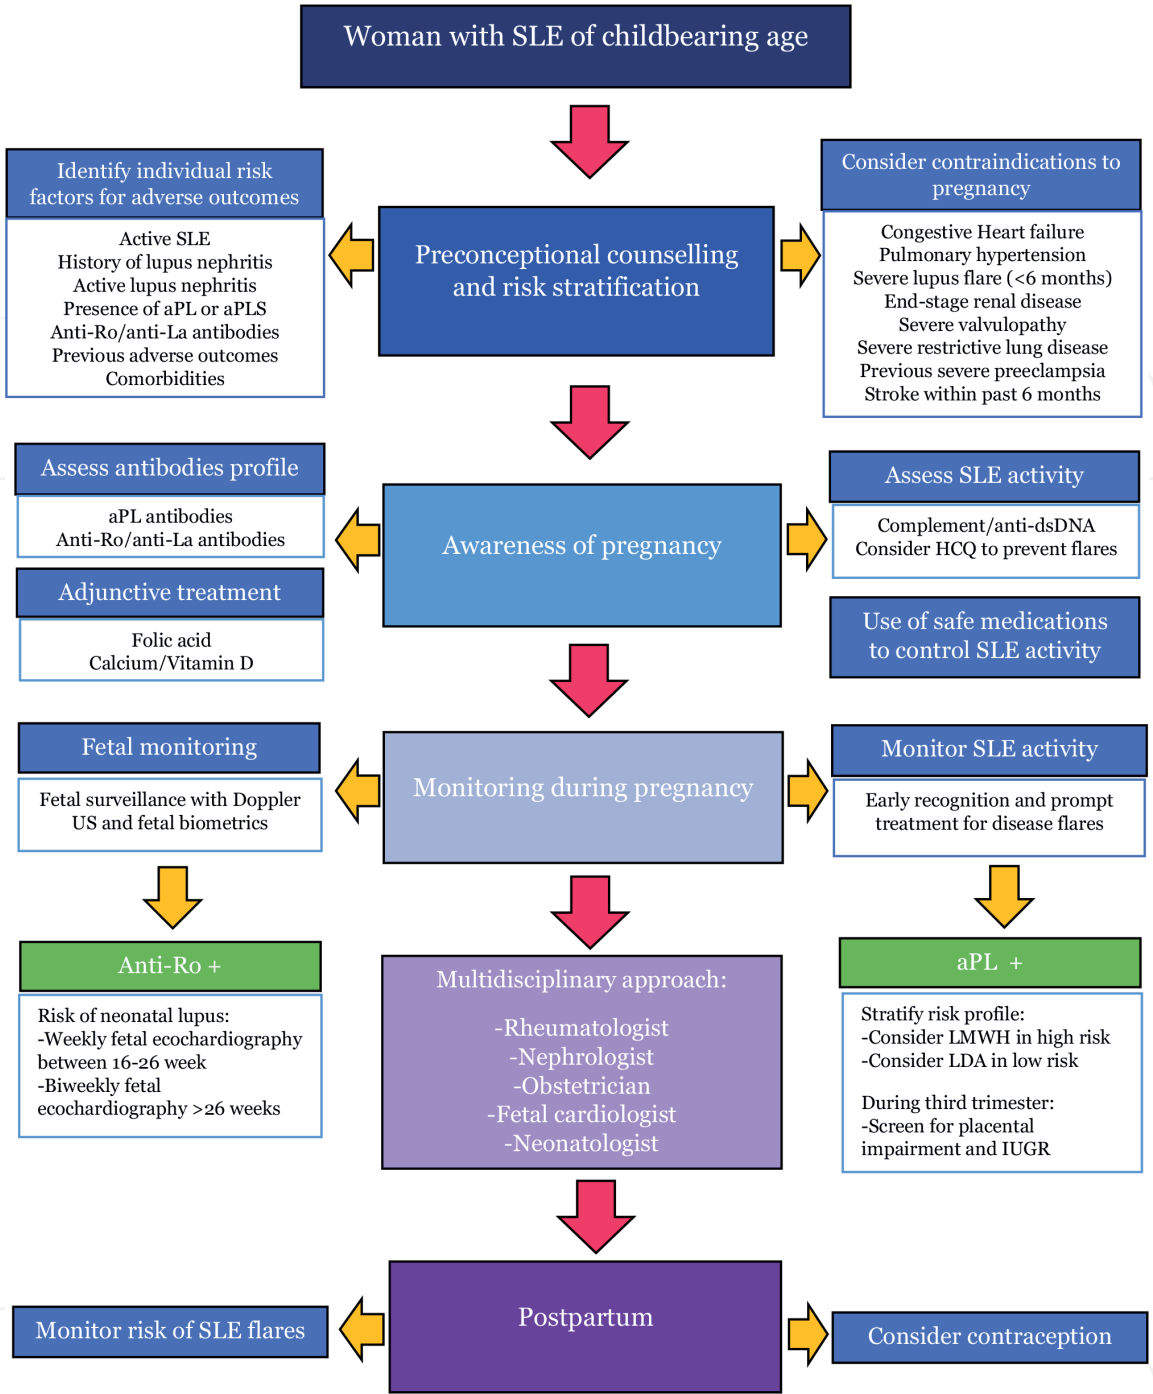 Woman with SLE of childbearing age
Identify individual risk
factors for adverse outcomes
Active SLE
History of lupus nephritis
Active lupus nephritis
Presence of aPL or aPLS
Anti-Ro/anti-La antibodies
Previous adverse outcomes
Comorbidities
Preconceptional counselling
and risk stratification
Consider contraindications to
pregnancy
Congestive Heart failure
Pulmonary hypertension
Severe lupus flare (<6 months)
End-stage renal disease
Severe valvulopathy
Severe restrictive lung disease
Previous severe preeclampsia
Stroke within past 6 months
Assess antibodies profile
aPL antibodies
Anti-Ro/anti-La antibodies
Adjunctive treatment
Folic acid
Calcium/Vitamin D
Awareness of pregnancy
Assess SLE activity
Complement/anti-dsDNA
Consider HCQ to prevent flares
Use of safe medications
to control SLE activity
Fetal monitoring
Fetal surveillance with Doppler
US and fetal biometrics
Monitoring during pregnancy
Monitor SLE activity
Early recognition and prompt
treatment for disease flares
Anti-Ro +
Risk of neonatal lupus:
-Weekly fetal ecochardiography
between 16-26 week
-Biweekly fetal
ecochardiography >26 weeks
Multidisciplinary approach:
-Rheumatologist
-Nephrologist
-Obstetrician
-Fetal cardiologist
-Neonatologist
aPL +
Stratify risk profile:
-Consider LMWH in high risk
-Consider LDA in low risk
During third trimester:
-Screen for placental
impairment and IUGR
Monitor risk of SLE flares
Postpartum
Consider contraception